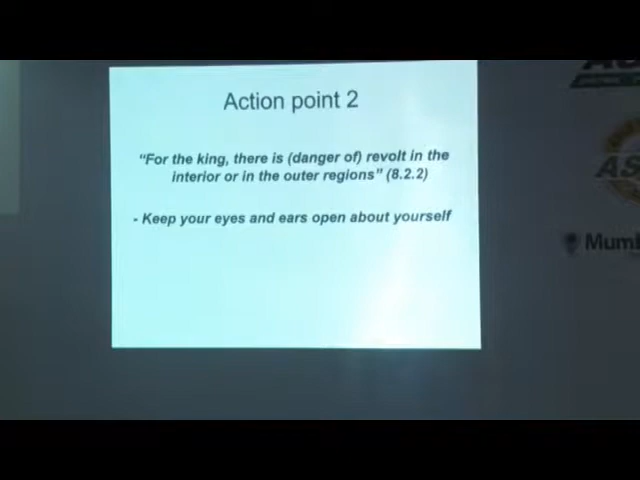 Action point 2
“For the king, there is (danger of) revolt in the
interior or in the outer regions” (8.2.2)
- Keep your eyes and ears open about yourself